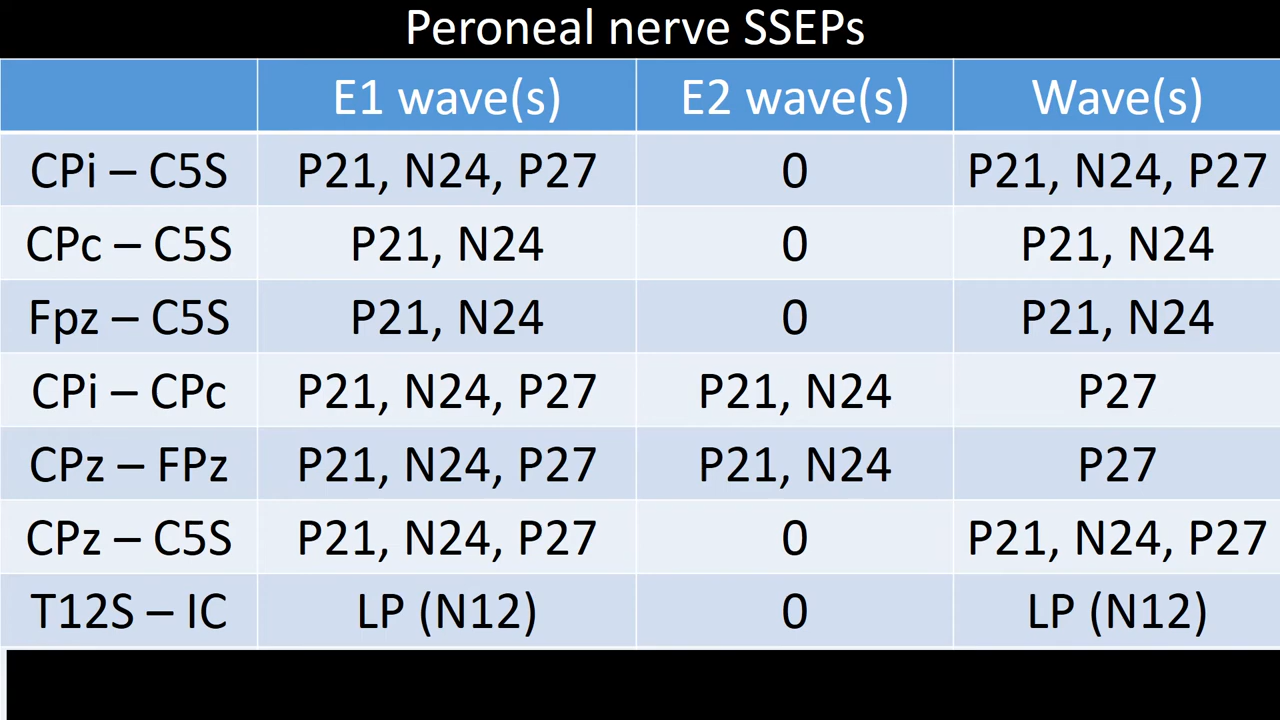 Peroneal nerve SSEPs
E1 wave(s) E2 wave(s) Wave(s)
CPi – C5S P21, N24, P27 0 P21, N24, P27
CPc – C5S P21, N24 0 P21, N24
Fpz – C5S P21, N24 0 P21, N24
CPi – CPc P21, N24, P27 P21, N24 P27
CPz – FPz P21, N24, P27 P21, N24 P27
CPz – C5S P21, N24, P27 0 P21, N24, P27
T12S – IC LP (N12) 0 LP (N12)